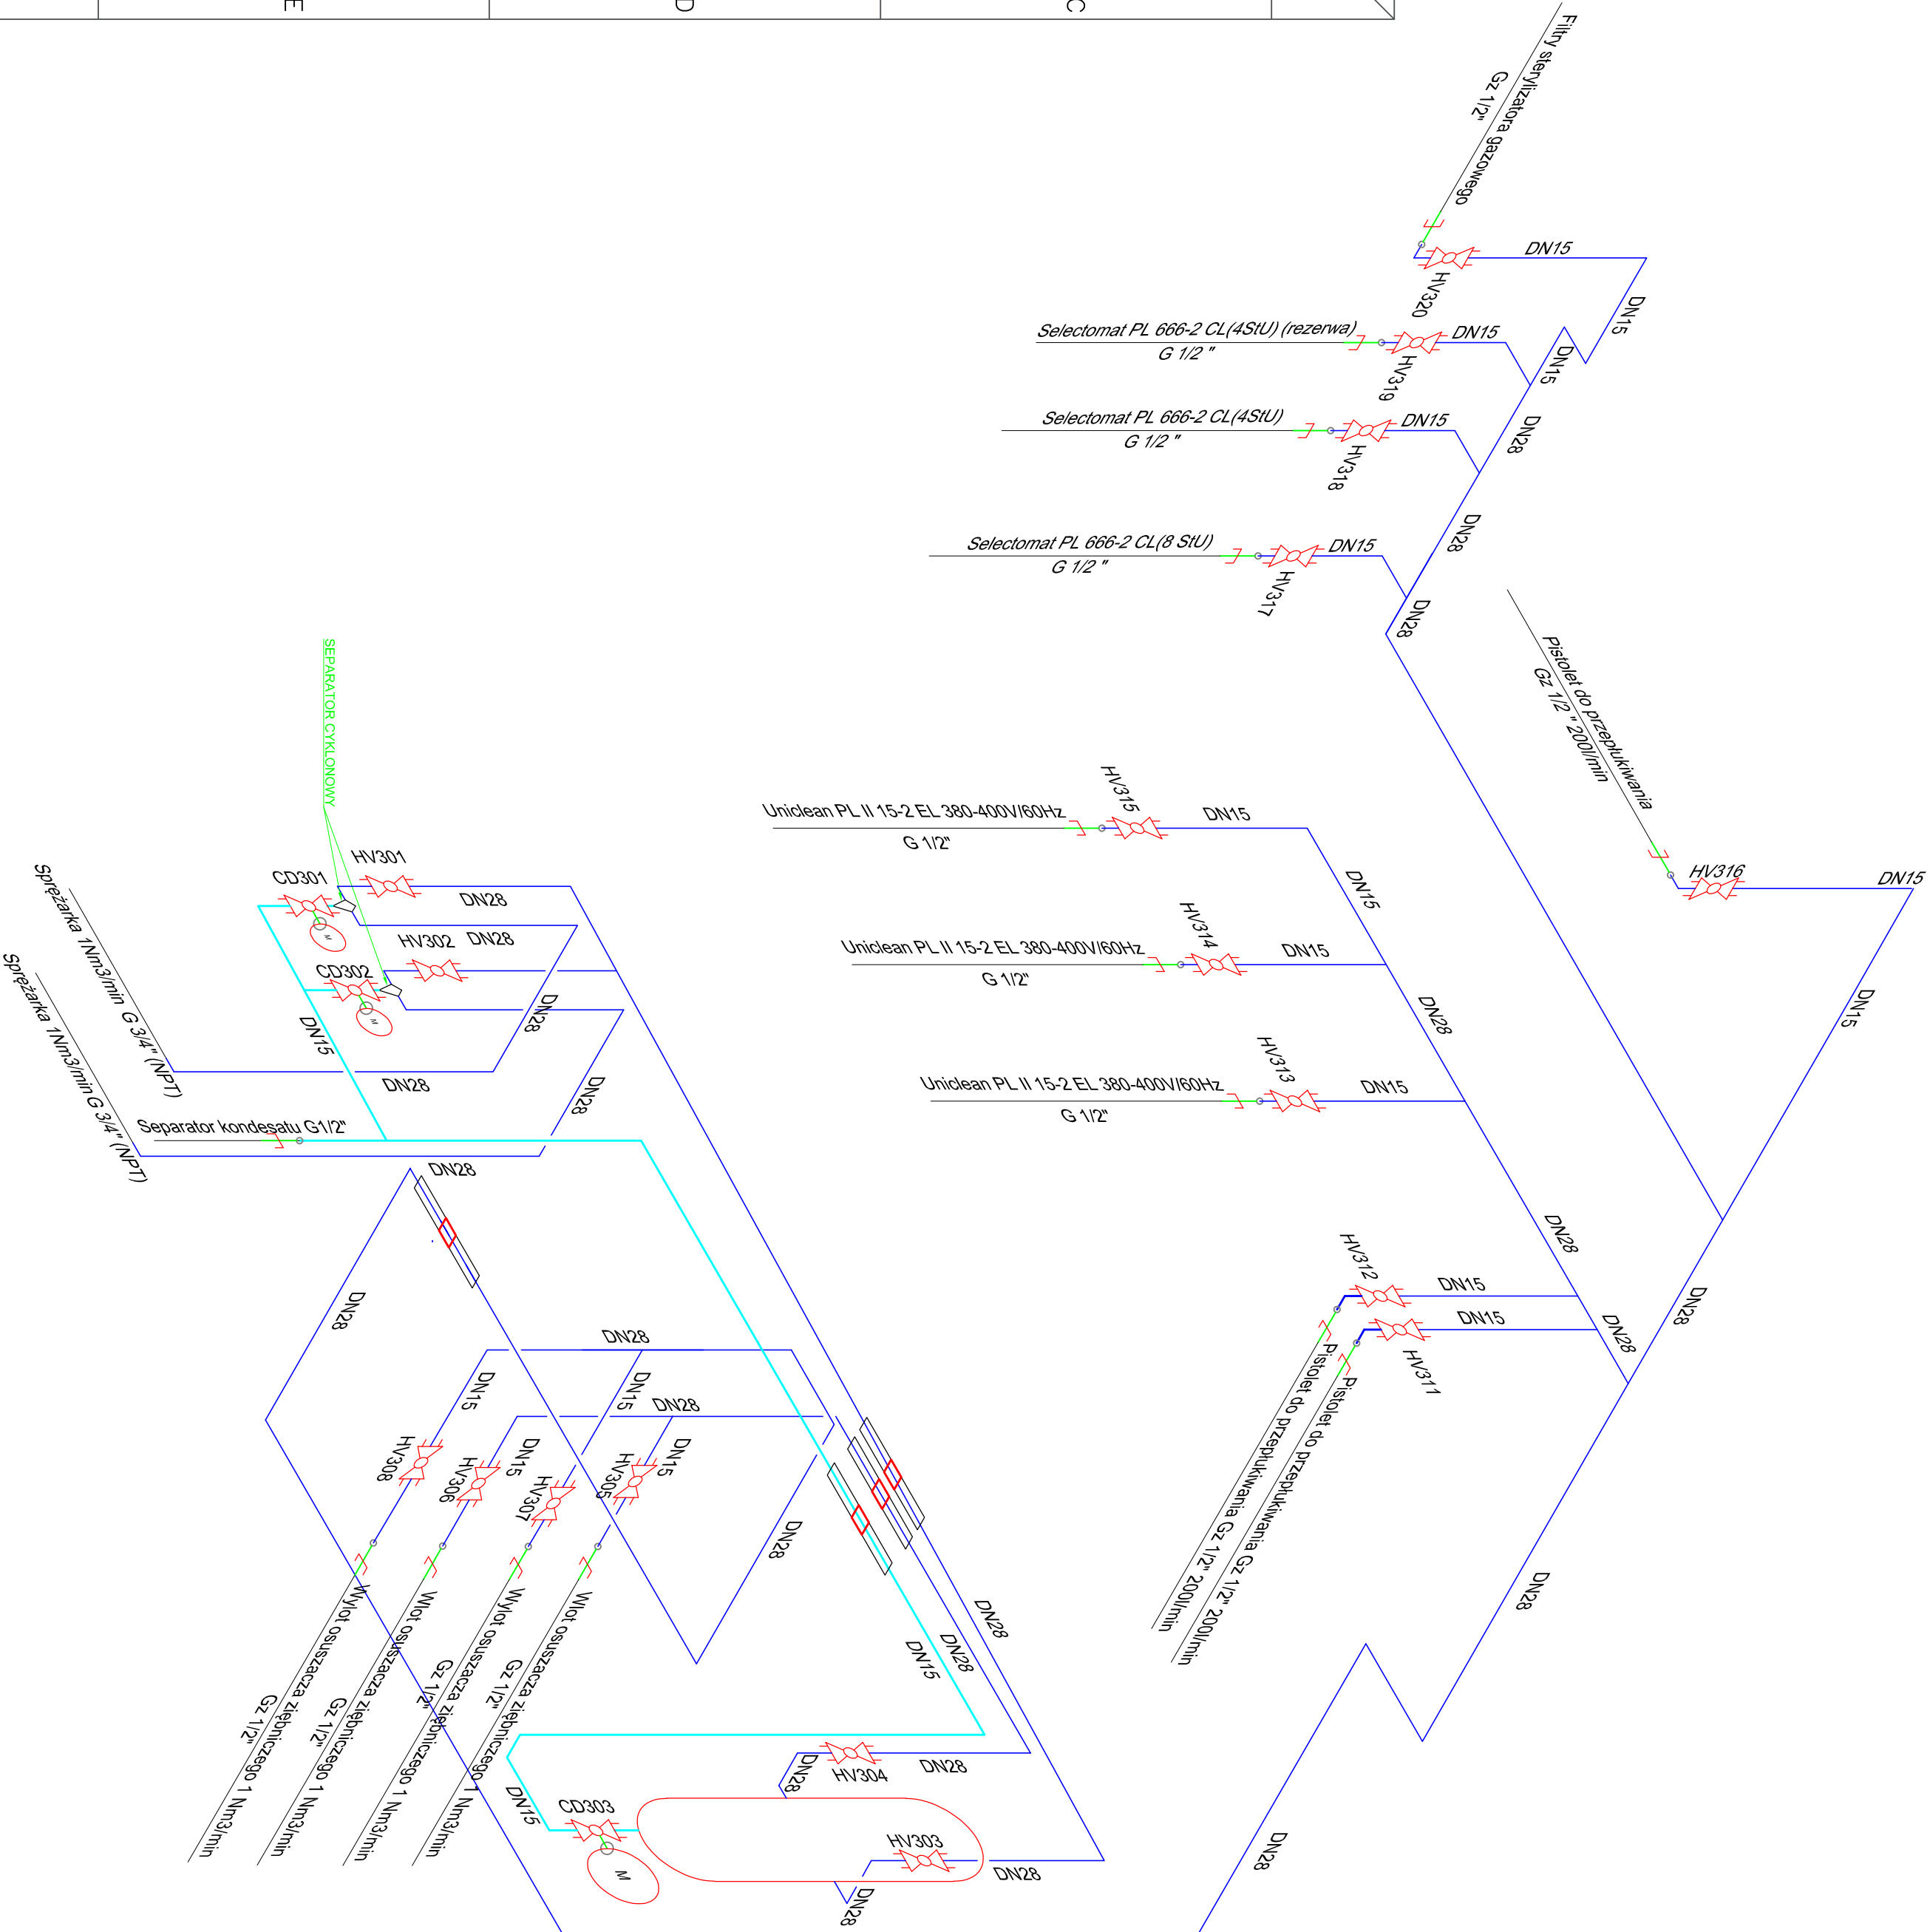 E
D
C
Filtry sterylizatora gazowego
Gz 1/2"
DN15
HV320
DN15
Selectomat PL 666-2 CL(4StU) (rezerwa)
G 1/2 "
DN15
HV319
DN15
DN28
Selectomat PL 666-2 CL(4StU)
G 1/2 "
DN15
HV318
DN28
Selectomat PL 666-2 CL(8 StU)
G 1/2 "
DN15
HV317
DN28
Pistolet do przepłukiwania
Gz 1/2 " 200l/min
HV316
DN15
DN15
SEPARATOR CYKLONOWY
HV315
Uniclean PL II 15-2 EL 380-400V/60Hz
G 1/2"
DN15
DN15
HV314
Uniclean PL II 15-2 EL 380-400V/60Hz
G 1/2"
DN15
DN28
HV313
Uniclean PL II 15-2 EL 380-400V/60Hz
G 1/2"
DN15
DN28
HV301
CD301
DN28
M
HV302
DN28
CD302
M
DN28
DN15
DN28
DN28
Sprężarka 1Nm3/min G 3/4" (NPT)
Sprężarka 1Nm3/min G 3/4" (NPT)
Separator kondesatu G1/2"
DN28
DN28
HV312
DN15
DN15
HV311
DN28
DN28
Pistolet do przepłukiwania Gz 1/2" 200l/min
Pistolet do przepłukiwania Gz 1/2" 200l/min
DN28
DN28
DN28
DN15
DN15
DN15
DN15
HV308
HV306
HV307
HV305
DN28
Wylot osuszacza ziębniczego 1 Nm3/min
Gz 1/2"
Wlot osuszacza ziębniczego 1 Nm3/min
Gz 1/2"
Wylot osuszacza ziębniczego 1 Nm3/min
Gz 1/2"
Wlot osuszacza ziębniczego 1 Nm3/min
Gz 1/2"
DN28
DN28
DN15
DN28
HV304
DN28
DN15
CD303
M
HV303
DN28
DN28
DN28